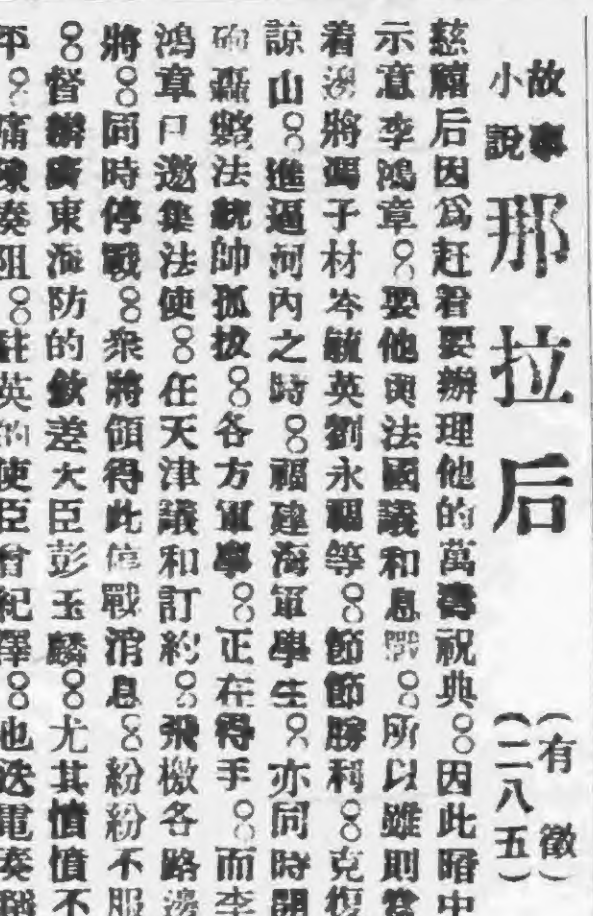 故事
小說
那拉后
（有徵）
（二八五）
慈禧后因爲赶着要辦理他的萬壽祝典。因此暗中
示意李鴻章。要他與法國議和息戰。所以雖則當
着邊將馮子材岑毓英劉永福等。節節勝利。克復
諒山。進逼河內之時。福建海軍學生。亦同時開
砲轟斃法統帥孤拔。各方軍事。正在得手。而李
鴻章已邀集法使。在天津議和訂約。飛檄各路邊
將。同時停戰。衆將領得此停戰消息。紛紛不服
。督辦廣東海防的欽差大臣彭玉麟。尤其憤憤不
平。痛陳奏阻。駐英的使臣曾紀澤。也送電奏稱